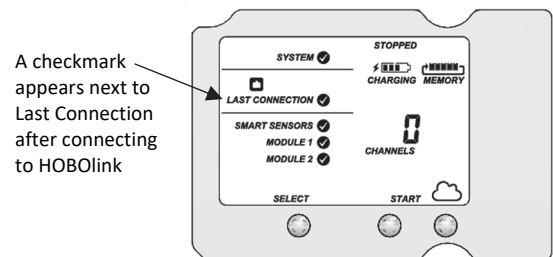 A checkmark
appears next to
Last Connection
after connecting
to HOBOlink
SYSTEM
LAST CONNECTION
SMART SENSORS
MODULE 1
MODULE 2
SELECT
STOPPED
CHARGING MEMORY
0
CHANNELS
START